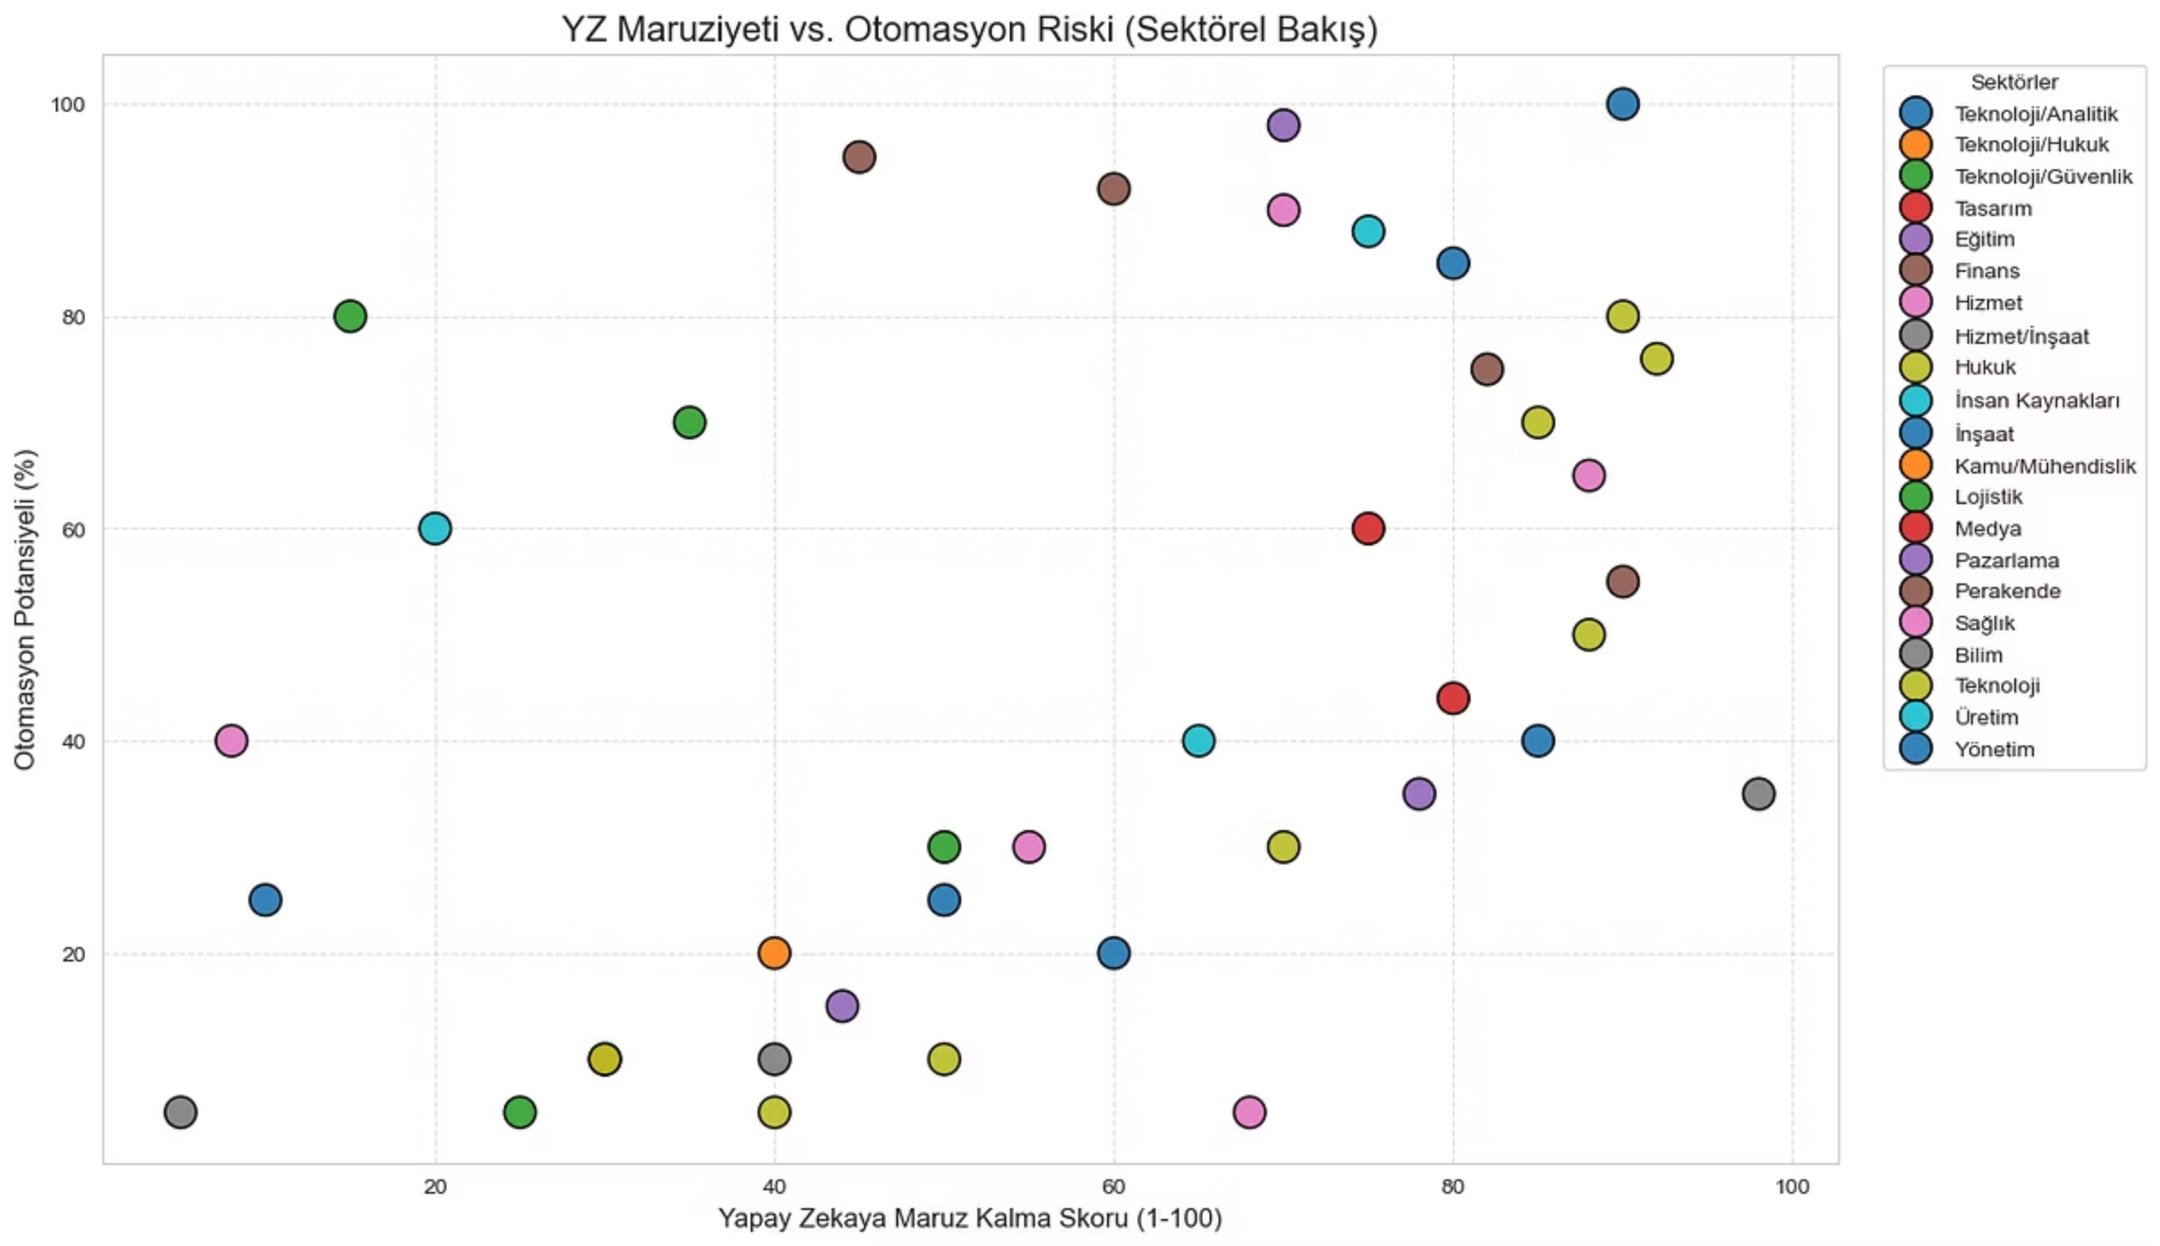 YZ Maruziyeti vs. Otomasyon Riski (Sektörel Bakış)
Otomasyon Potansiyeli (%)
100
80
60
40
20
20 40 60 80 100
Yapay Zekaya Maruz Kalma Skoru (1-100)
Sektörler
Teknoloji/Analitik
Teknoloji/Hukuk
Teknoloji/Güvenlik
Tasarım
Eğitim
Finans
Hizmet
Hizmet/İnşaat
Hukuk
İnsan Kaynakları
İnşaat
Kamu/Mühendislik
Lojistik
Medya
Pazarlama
Perakende
Sağlık
Bilim
Teknoloji
Üretim
Yönetim